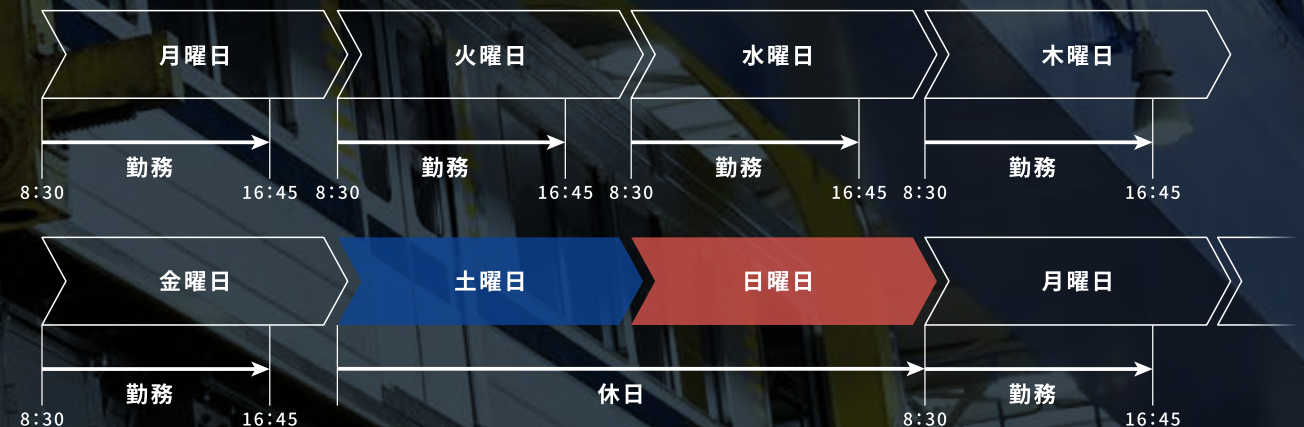 月曜日 火曜日 水曜日 木曜日
勤務 勤務 勤務 勤務
8:30 16:45 8:30 16:45 8:30 16:45 8:30 16:45
金曜日 土曜日 日曜日 月曜日
勤務 休日 勤務
8:30 16:45 8:30 16:45